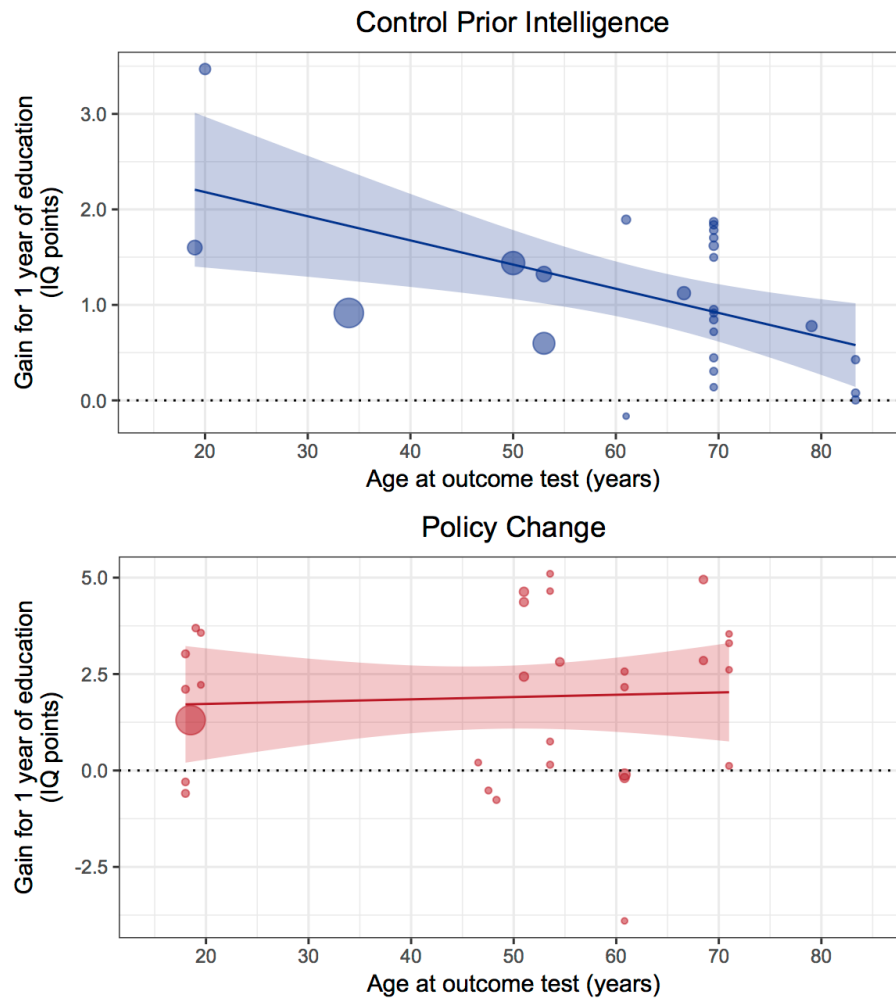 Control Prior Intelligence
Gain for 1 year of education
(IQ points)
3.0
2.0
1.0
0.0
20 30 40 50 60 70 80
Age at outcome test (years)
Policy Change
Gain for 1 year of education
(IQ points)
5.0
2.5
0.0
-2.5
20 30 40 50 60 70 80
Age at outcome test (years)